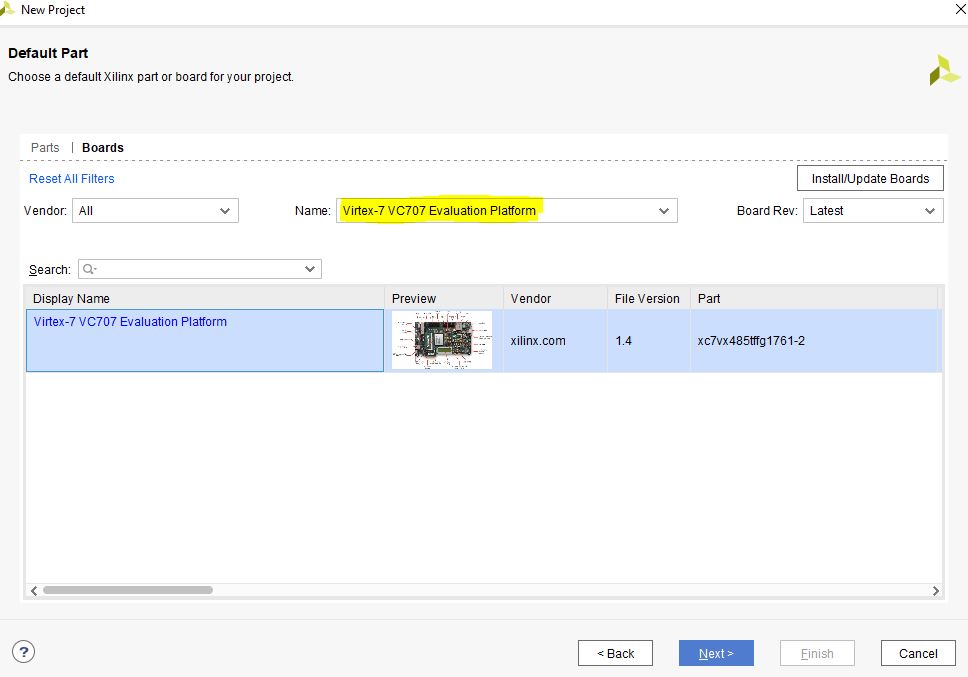 New Project
Default Part
Choose a default Xilinx part or board for your project.
Parts | Boards
Reset All Filters
Install/Update Boards
Vendor: All
Name: Virtex-7 VC707 Evaluation Platform
Board Rev: Latest
Search:
Display Name Preview Vendor File Version Part
Virtex-7 VC707 Evaluation Platform xilinx.com 1.4 xc7vx485tffg1761-2
? < Back Next > Finish Cancel